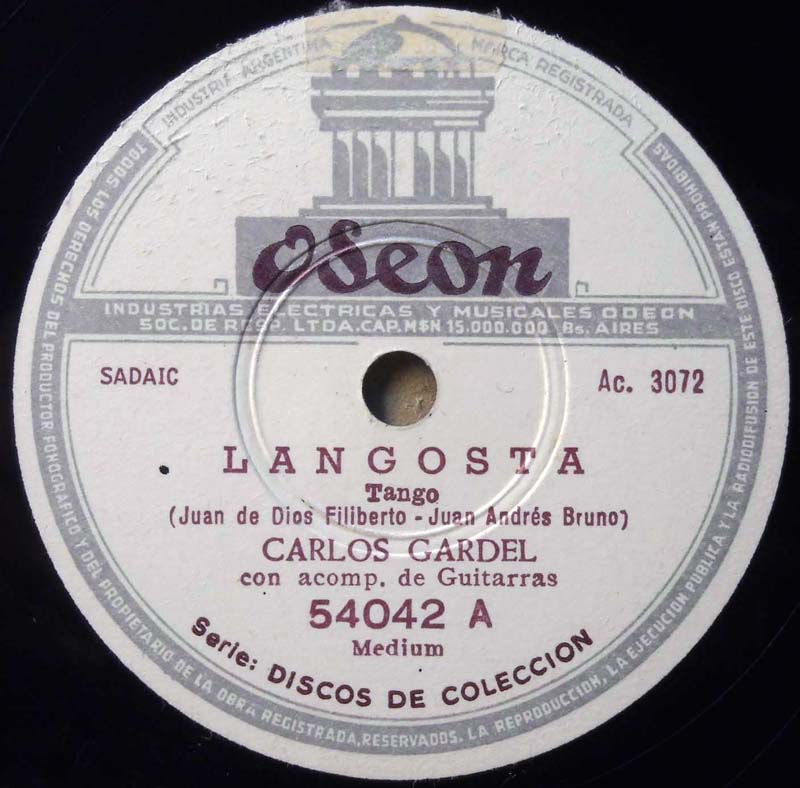 INDUSTRIA ARGENTINA
MARCA REGISTRADA
Odeon
INDUSTRIAS ELECTRICAS Y MUSICALES ODEON
SOC. DE RESP. LTDA. CAP. M$N 15.000.000 Bs. AIRES
SADAIC
Ac. 3072
LANGOSTA
Tango
(Juan de Dios Filiberto - Juan Andrés Bruno)
CARLOS GARDEL
con acomp. de Guitarras
54042 A
Medium
Serie: DISCOS DE COLECCION
TODOS LOS DERECHOS DEL PRODUCTOR FONOGRAFICO Y DEL PROPIETARIO DE LA OBRA REGISTRADA, RESERVADOS. LA REPRODUCCION, LA EJECUCION PUBLICA Y LA RADIODIFUSION DE ESTE DISCO ESTAN PROHIBIDAS